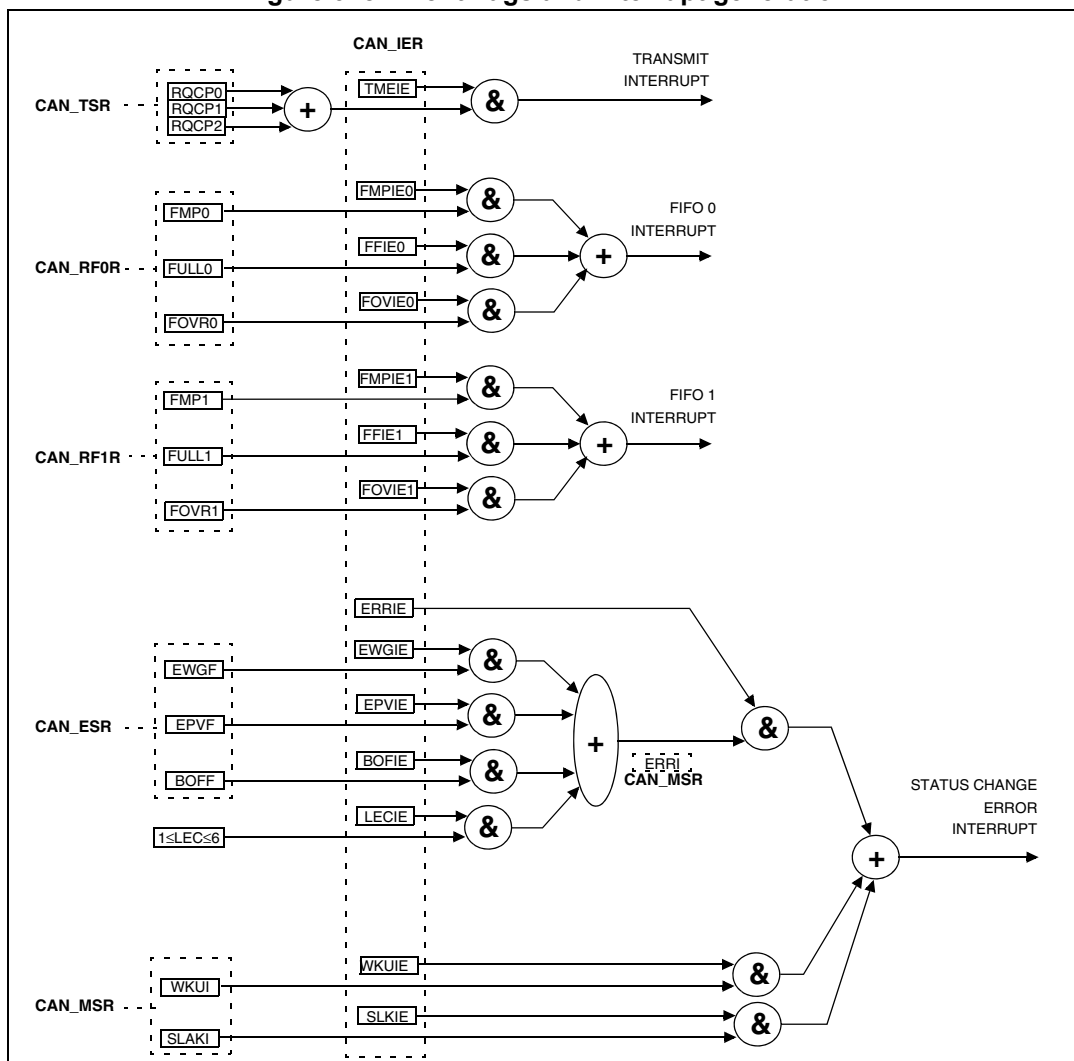 CAN_IER
TRANSMIT
INTERRUPT
CAN_TSR
RQCP0
RQCP1
RQCP2
+
TMEIE
&
FMPIE0
&
FIFO 0
INTERRUPT
FMP0
CAN_RF0R
FULL0
FFIE0
&
+
FOVIE0
&
FOVR0
FMPIE1
&
FIFO 1
INTERRUPT
FMP1
CAN_RF1R
FULL1
FFIE1
&
+
FOVIE1
&
FOVR1
ERRIE
EWGIE
&
EWGF
CAN_ESR
EPVF
EPVIE
&
+
&
ERRI
CAN_MSR
BOFIE
&
BOFF
LECIE
&
1≤LEC≤6
STATUS CHANGE
ERROR
INTERRUPT
+
WKUIE
&
WKUI
CAN_MSR
SLKIE
&
SLAKI